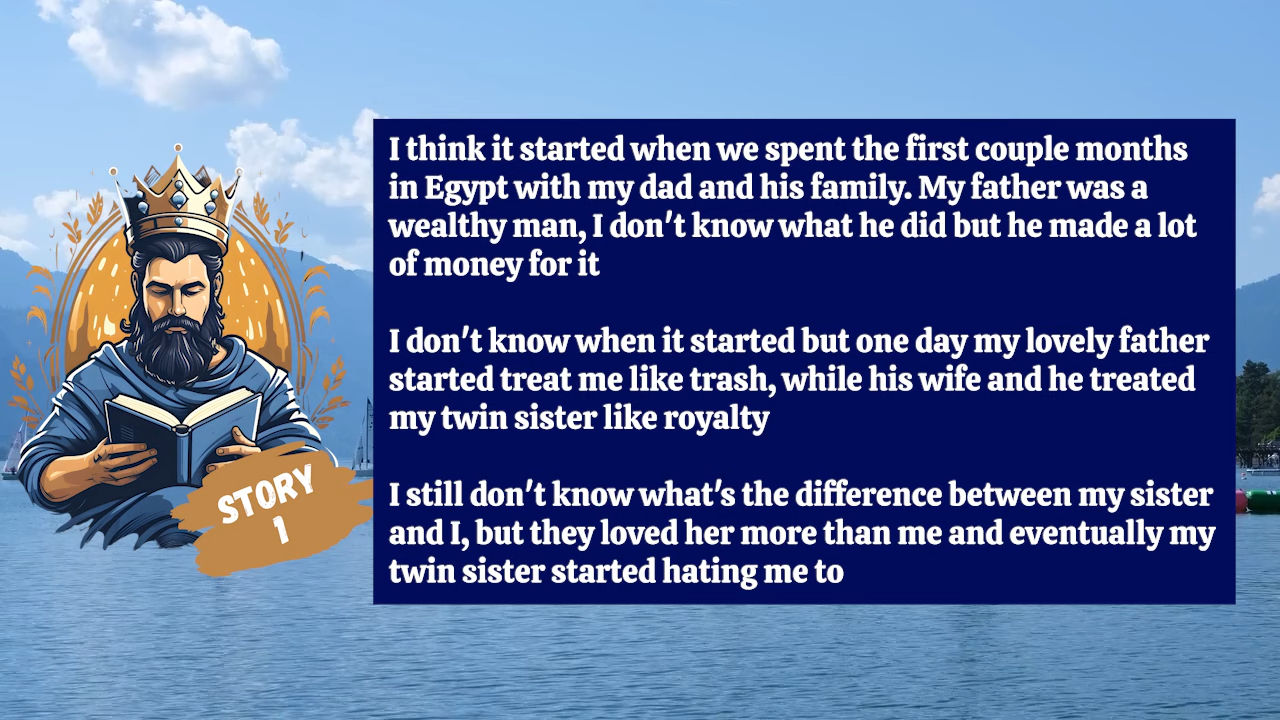 I think it started when we spent the first couple months
in Egypt with my dad and his family. My father was a
wealthy man, I don't know what he did but he made a lot
of money for it
I don't know when it started but one day my lovely father
started treat me like trash, while his wife and he treated
my twin sister like royalty
I still don't know what's the difference between my sister
and I, but they loved her more than me and eventually my
twin sister started hating me to
STORY
1